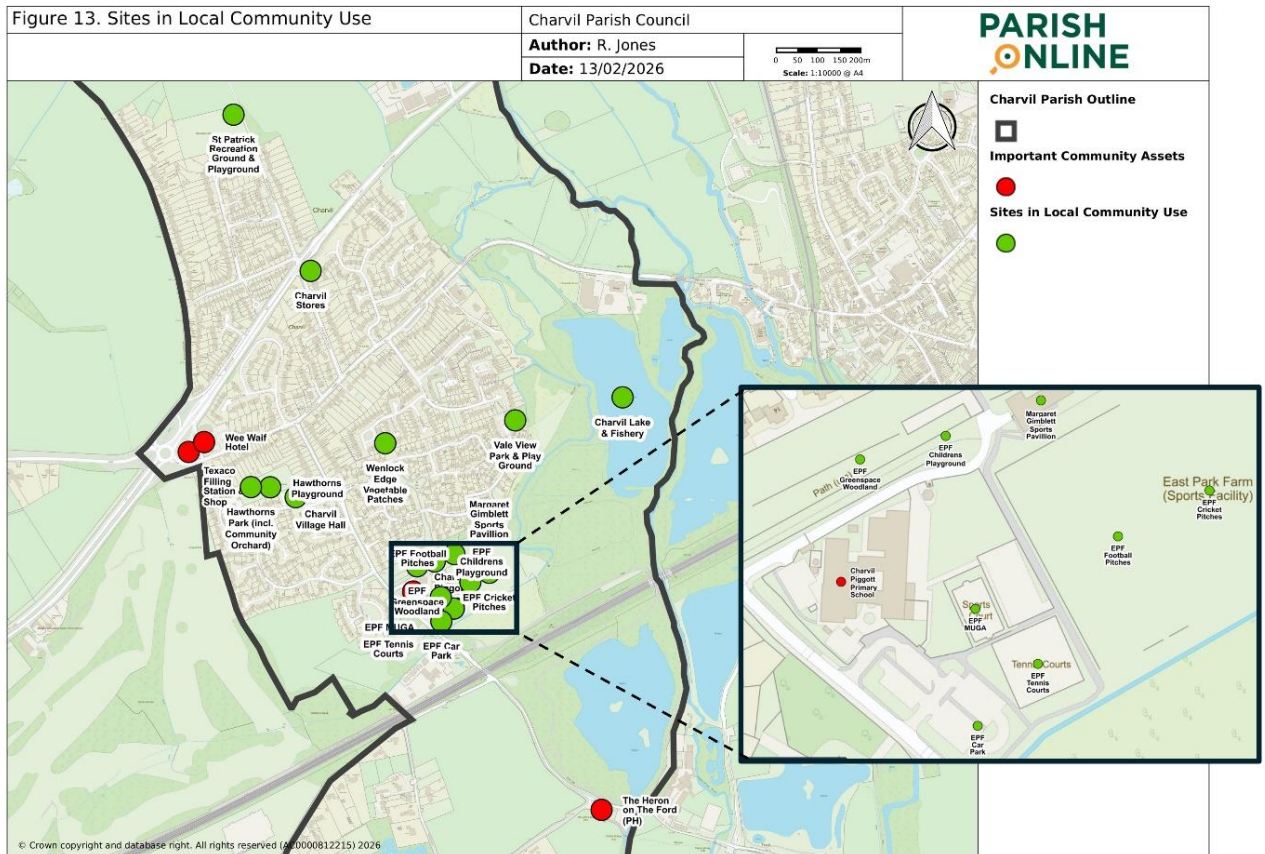 Figure 13. Sites in Local Community Use
Charvil Parish Council
Author: R. Jones
Date: 13/02/2026
0 50 100 150 200m
Scale: 1:10000 @ A4
PARISH
ONLINE
Charvil Parish Outline
Important Community Assets
Sites in Local Community Use
St Patrick
Recreation
Ground &
Playground
Charvil
Charvil
Stores
Charvil
Wee Waif
Hotel
Texaco
Filling
Station &
Shop
Hawthorns
Park (incl.
Community
Orchard)
Hawthorns
Playground
Charvil
Village Hall
Wenlock
Edge
Vegetable
Patches
Vale View
Park & Play
Ground
Charvil Lake
& Fishery
Margaret
Gimblett
Sports
Pavillion
EPF Football
Pitches
EPF
Childrens
Playground
EPF
Greenspace
Woodland
EPF Cricket
Pitches
EPF MUGA
EPF Tennis
Courts
EPF Car
Park
The Heron
on The Ford
(PH)
Margaret
Gimblett
Sports
Pavillion
EPF
Childrens
Playground
EPF
Greenspace
Woodland
Path (um)
East Park Farm
(Sports Facility)
EPF
Cricket
Pitches
EPF
Football
Pitches
Charvil
Piggott
Primary
School
Sports
Court
EPF
MUGA
Tennis Courts
EPF
Tennis
Courts
EPF
Car
Park
© Crown copyright and database right. All rights reserved (AC0000812215) 2026